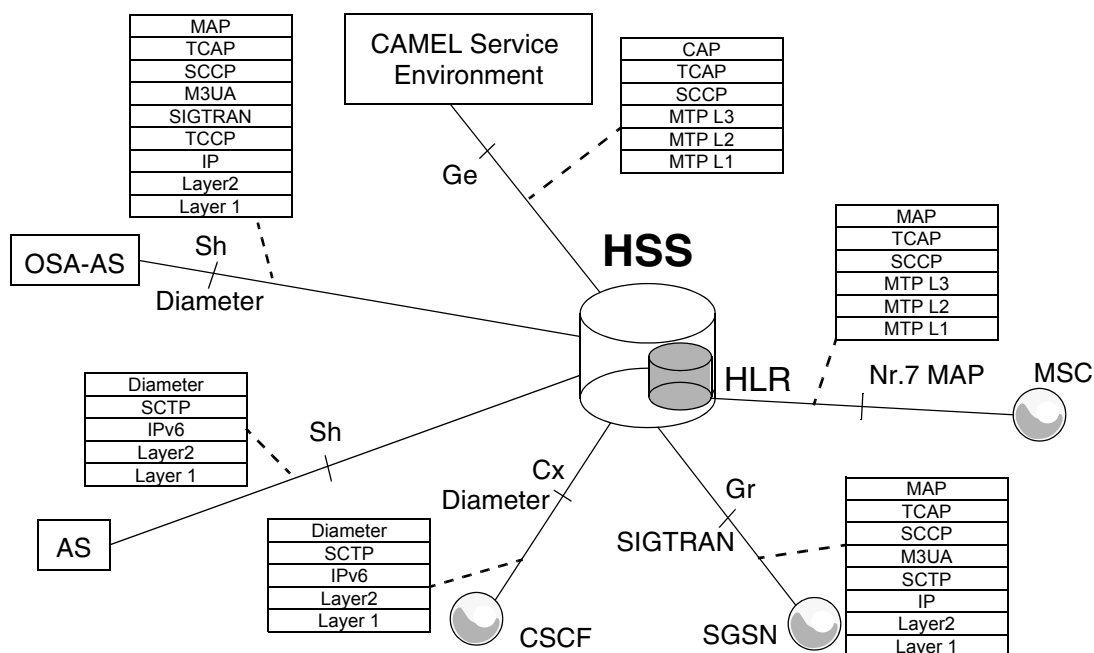 MAP
TCAP
SCCP
M3UA
SIGTRAN
TCCP
IP
Layer2
Layer 1
CAMEL Service
Environment
CAP
TCAP
SCCP
MTP L3
MTP L2
MTP L1
Ge
HSS
MAP
TCAP
SCCP
MTP L3
MTP L2
MTP L1
OSA-AS
Sh
Diameter
HLR
Nr.7 MAP
MSC
Diameter
SCTP
IPv6
Layer2
Layer 1
Sh
AS
Cx
Diameter
Diameter
SCTP
IPv6
Layer2
Layer 1
CSCF
Gr
SIGTRAN
SGSN
MAP
TCAP
SCCP
M3UA
SCTP
IP
Layer2
Layer 1